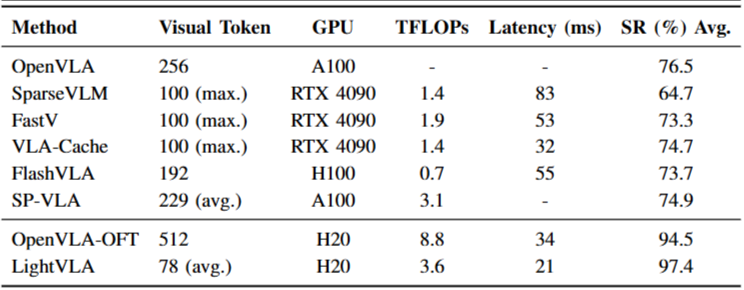 Method Visual Token GPU TFLOPs Latency (ms) SR (%) Avg.
OpenVLA 256 A100 - - 76.5
SparseVLM 100 (max.) RTX 4090 1.4 83 64.7
FastV 100 (max.) RTX 4090 1.9 53 73.3
VLA-Cache 100 (max.) RTX 4090 1.4 32 74.7
FlashVLA 192 H100 0.7 55 73.7
SP-VLA 229 (avg.) A100 3.1 - 74.9
OpenVLA-OFT 512 H20 8.8 34 94.5
LightVLA 78 (avg.) H20 3.6 21 97.4